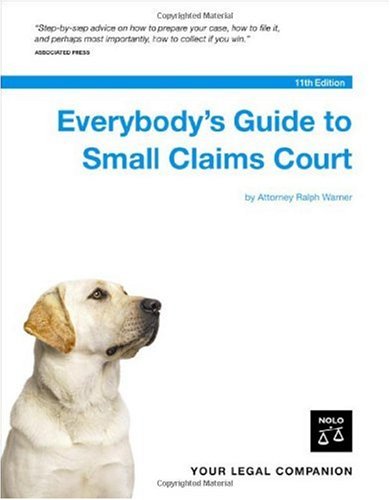 Copyrighted Material
"Step-by-step advice on how to prepare your case, how to file it,
and perhaps most importantly, how to collect if you win."
ASSOCIATED PRESS
11th Edition
Everybody's Guide to
Small Claims Court
by Attorney Ralph Warner
NOLO
YOUR LEGAL COMPANION
Copyrighted Material